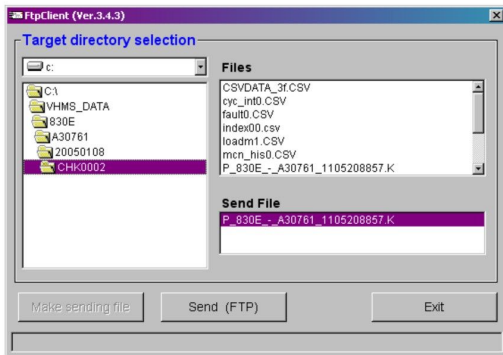 FtpClient (Ver.3.4.3)
Target directory selection
c:
C:\
VHMS_DATA
830E
A30761
20050108
CHK0002
Files
CSVDATA_3f.CSV
cyc_int0.CSV
fault0.CSV
index00.csv
loadm1.CSV
mcn_his0.CSV
P_830E_-_A30761_1105208857.K
Send File
P_830E_-_A30761_1105208857.K
Make sending file
Send (FTP)
Exit